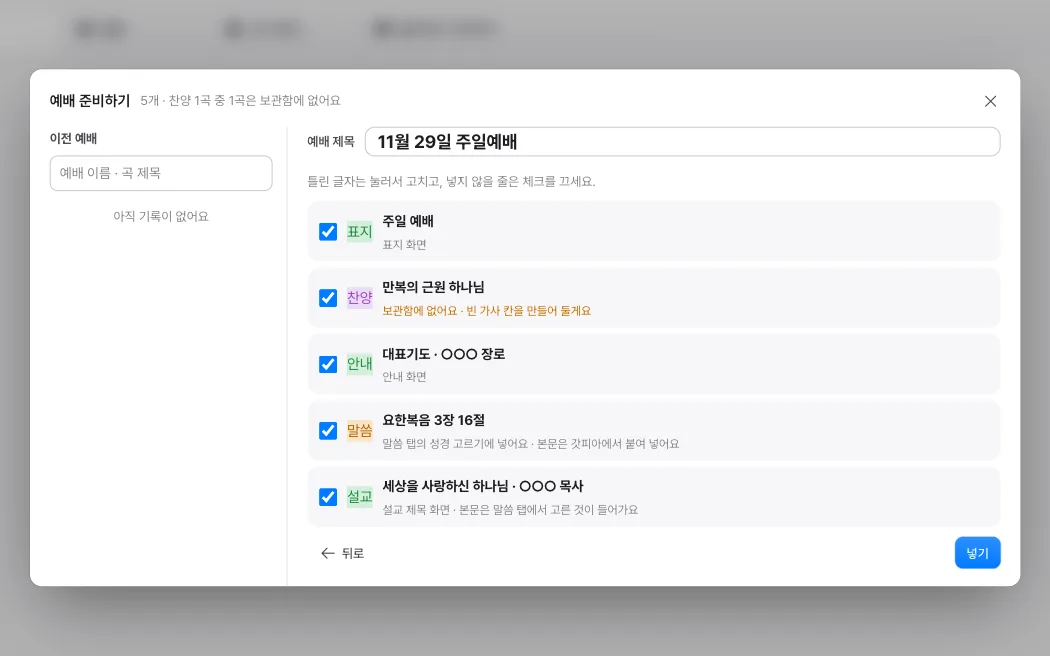 예배 준비하기 5개 · 찬양 1곡 중 1곡은 보관함에 없어요
이전 예배
예배 이름 · 곡 제목
아직 기록이 없어요
예배 제목 11월 29일 주일예배
틀린 글자는 눌러서 고치고, 넣지 않을 줄은 체크를 끄세요.
표지 주일 예배
표지 화면
찬양 만복의 근원 하나님
보관함에 없어요 · 빈 가사 칸을 만들어 둘게요
안내 대표기도 · ○○○ 장로
안내 화면
말씀 요한복음 3장 16절
말씀 탭의 성경 고르기에 넣어요 · 본문은 갓피아에서 붙여 넣어요
설교 세상을 사랑하신 하나님 · ○○○ 목사
설교 제목 화면 · 본문은 말씀 탭에서 고른 것이 들어가요
← 뒤로
넣기